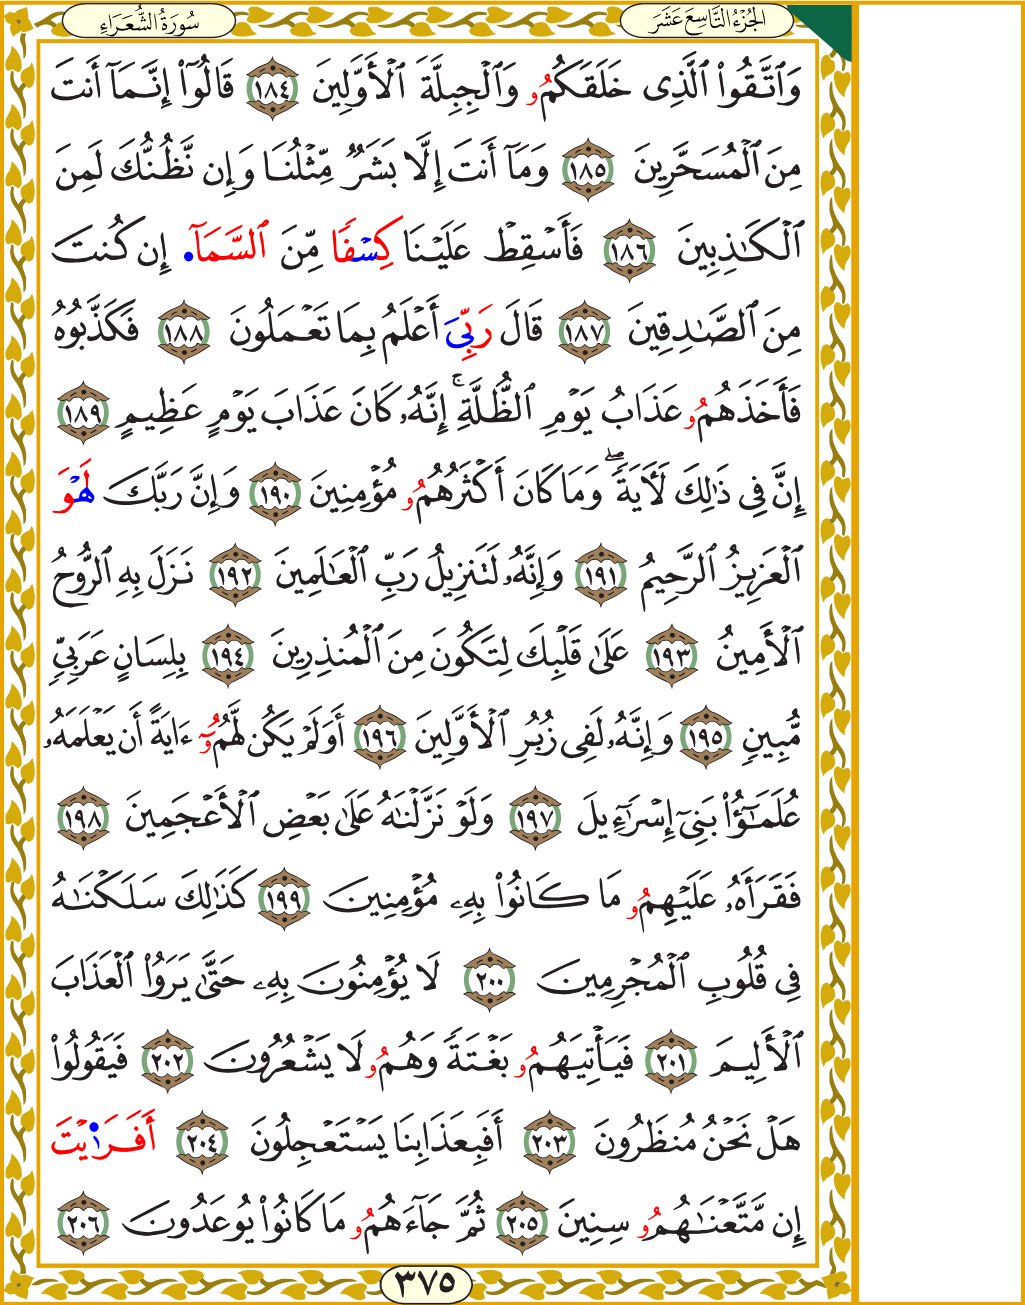 الجُزْءُ التَّاسِعَ عَشَرَ
سُورَةُ الشُّعَرَاءِ
وَٱتَّقُوا۟ ٱلَّذِى خَلَقَكُمُۥ وَٱلْجِبِلَّةَ ٱلْأَوَّلِينَ ١٨٤ قَالُوٓا۟ إِنَّمَآ أَنتَ
مِنَ ٱلْمُسَحَّرِينَ ١٨٥ وَمَآ أَنتَ إِلَّا بَشَرٌ مِّثْلُنَا وَإِن نَّظُنُّكَ لَمِنَ
ٱلْكَـٰذِبِينَ ١٨٦ فَأَسْقِطْ عَلَيْنَا كِسْفًا مِّنَ ٱلسَّمَآ• إِن كُنتَ
مِنَ ٱلصَّـٰدِقِينَ ١٨٧ قَالَ رَبِّىَ أَعْلَمُ بِمَا تَعْمَلُونَ ١٨٨ فَكَذَّبُوهُ
فَأَخَذَهُمُۥ عَذَابُ يَوْمِ ٱلظُّلَّةِ ۚ إِنَّهُۥ كَانَ عَذَابَ يَوْمٍ عَظِيمٍ ١٨٩
إِنَّ فِى ذَٰلِكَ لَأٓيَةً ۖ وَمَا كَانَ أَكْثَرُهُمُۥ مُؤْمِنِينَ ١٩٠ وَإِنَّ رَبَّكَ لَهْوَ
ٱلْعَزِيزُ ٱلرَّحِيمُ ١٩١ وَإِنَّهُۥ لَتَنزِيلُ رَبِّ ٱلْعَـٰلَمِينَ ١٩٢ نَزَلَ بِهِ ٱلرُّوحُ
ٱلْأَمِينُ ١٩٣ عَلَىٰ قَلْبِكَ لِتَكُونَ مِنَ ٱلْمُنذِرِينَ ١٩٤ بِلِسَانٍ عَرَبِىٍّ
مُّبِينٍ ١٩٥ وَإِنَّهُۥ لَفِى زُبُرِ ٱلْأَوَّلِينَ ١٩٦ أَوَلَمْ يَكُن لَّهُمُۥٓ ءَايَةً أَن يَعْلَمَهُۥ
عُلَمَـٰٓؤُا۟ بَنِىٓ إِسْرَٰٓءِيلَ ١٩٧ وَلَوْ نَزَّلْنَـٰهُ عَلَىٰ بَعْضِ ٱلْأَعْجَمِينَ ١٩٨
فَقَرَأَهُۥ عَلَيْهِمُۥ مَا كَانُوا۟ بِهِۦ مُؤْمِنِينَ ١٩٩ كَذَٰلِكَ سَلَكْنَـٰهُ
فِى قُلُوبِ ٱلْمُجْرِمِينَ ٢٠٠ لَا يُؤْمِنُونَ بِهِۦ حَتَّىٰ يَرَوُا۟ ٱلْعَذَابَ
ٱلْأَلِيمَ ٢٠١ فَيَأْتِيَهُمُۥ بَغْتَةً وَهُمُۥ لَا يَشْعُرُونَ ٢٠٢ فَيَقُولُوا۟
هَلْ نَحْنُ مُنظَرُونَ ٢٠٣ أَفَبِعَذَابِنَا يَسْتَعْجِلُونَ ٢٠٤ أَفَرَٰ•يْتَ
إِن مَّتَّعْنَـٰهُمُۥ سِنِينَ ٢٠٥ ثُمَّ جَآءَهُمُۥ مَا كَانُوا۟ يُوعَدُونَ ٢٠٦
٣٧٥